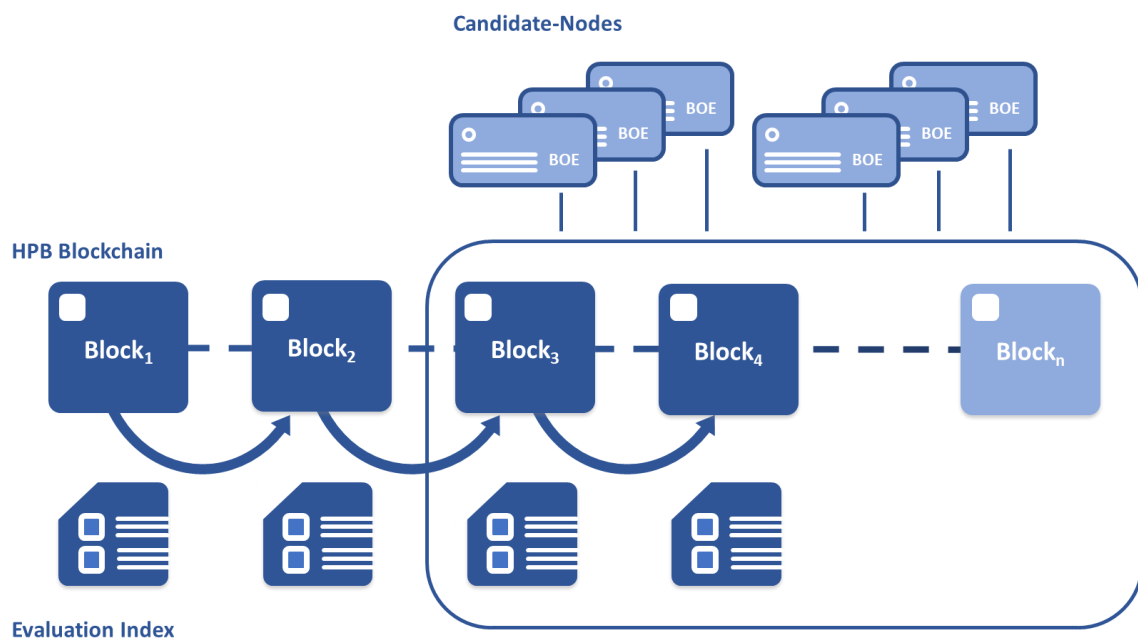 Candidate-Nodes
BOE
BOE
BOE
BOE
BOE
BOE
HPB Blockchain
Block₁
Block₂
Block₃
Block₄
Blockₙ
Evaluation Index